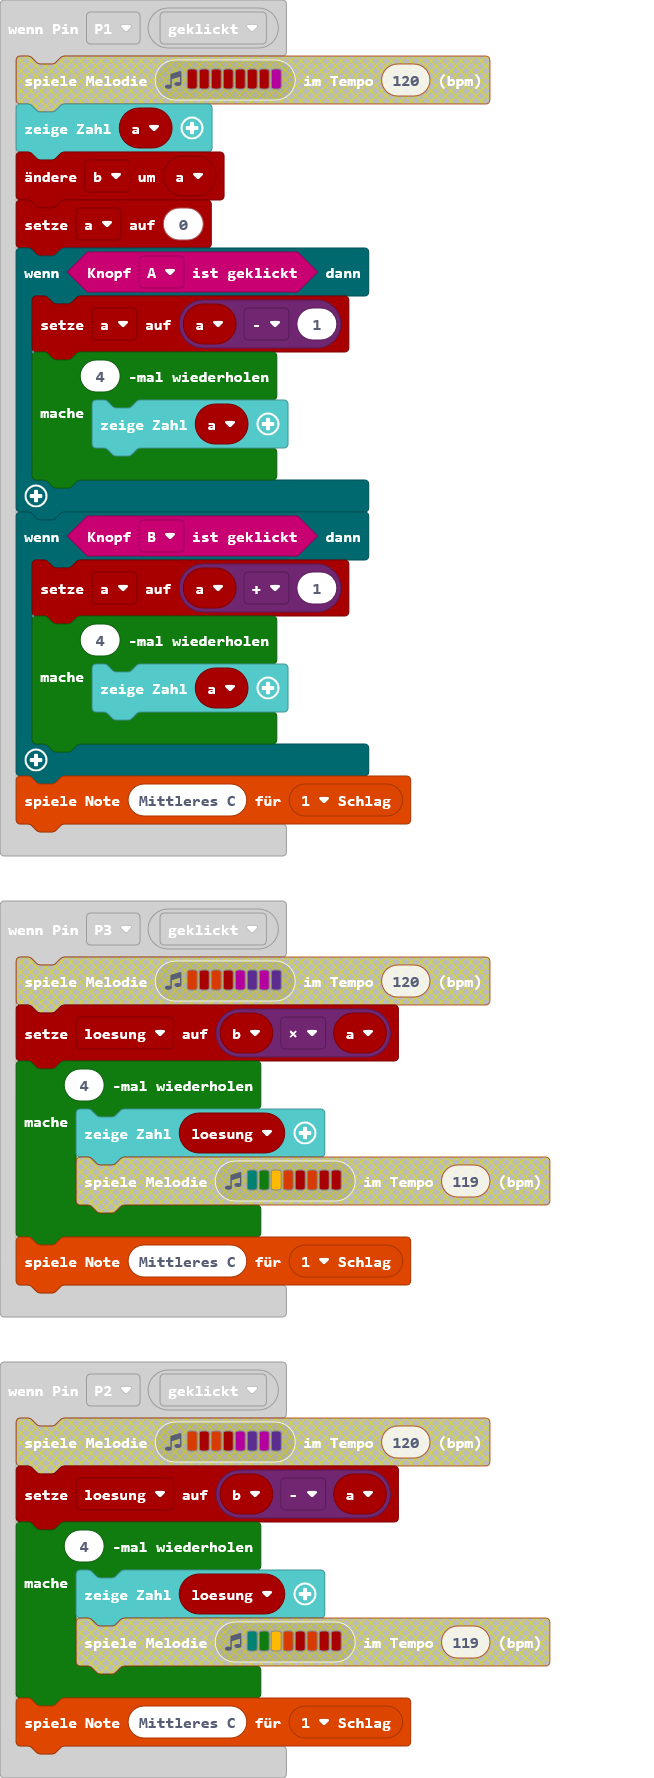 wenn Pin P1 geklickt
spiele Melodie im Tempo 120 (bpm)
zeige Zahl a
ändere b um a
setze a auf 0
wenn Knopf A ist geklickt dann
setze a auf a - 1
4 -mal wiederholen
mache
zeige Zahl a
wenn Knopf B ist geklickt dann
setze a auf a + 1
4 -mal wiederholen
mache
zeige Zahl a
spiele Note Mittleres C für 1 Schlag
wenn Pin P3 geklickt
spiele Melodie im Tempo 120 (bpm)
setze loesung auf b × a
4 -mal wiederholen
mache
zeige Zahl loesung
spiele Melodie im Tempo 119 (bpm)
spiele Note Mittleres C für 1 Schlag
wenn Pin P2 geklickt
spiele Melodie im Tempo 120 (bpm)
setze loesung auf b - a
4 -mal wiederholen
mache
zeige Zahl loesung
spiele Melodie im Tempo 119 (bpm)
spiele Note Mittleres C für 1 Schlag